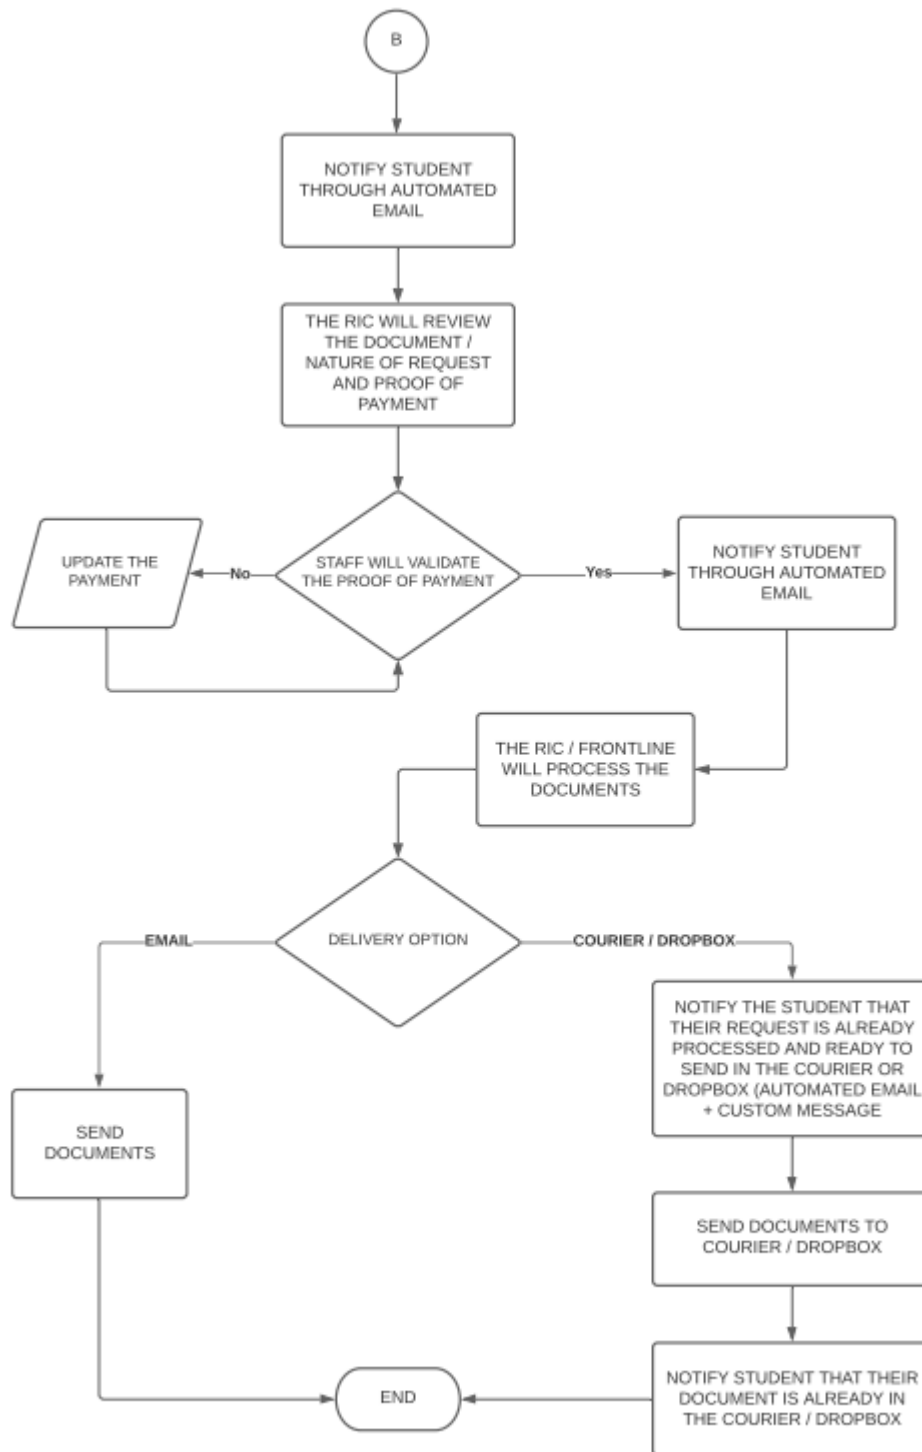 B
NOTIFY STUDENT
THROUGH AUTOMATED
EMAIL
THE RIC WILL REVIEW
THE DOCUMENT /
NATURE OF REQUEST
AND PROOF OF
PAYMENT
UPDATE THE
PAYMENT
No
STAFF WILL VALIDATE
THE PROOF OF PAYMENT
Yes
NOTIFY STUDENT
THROUGH AUTOMATED
EMAIL
THE RIC / FRONTLINE
WILL PROCESS THE
DOCUMENTS
EMAIL
DELIVERY OPTION
COURIER / DROPBOX
NOTIFY THE STUDENT THAT
THEIR REQUEST IS ALREADY
PROCESSED AND READY TO
SEND IN THE COURIER OR
DROPBOX (AUTOMATED EMAIL
+ CUSTOM MESSAGE
SEND
DOCUMENTS
SEND DOCUMENTS TO
COURIER / DROPBOX
NOTIFY STUDENT THAT THEIR
DOCUMENT IS ALREADY IN
THE COURIER / DROPBOX
END